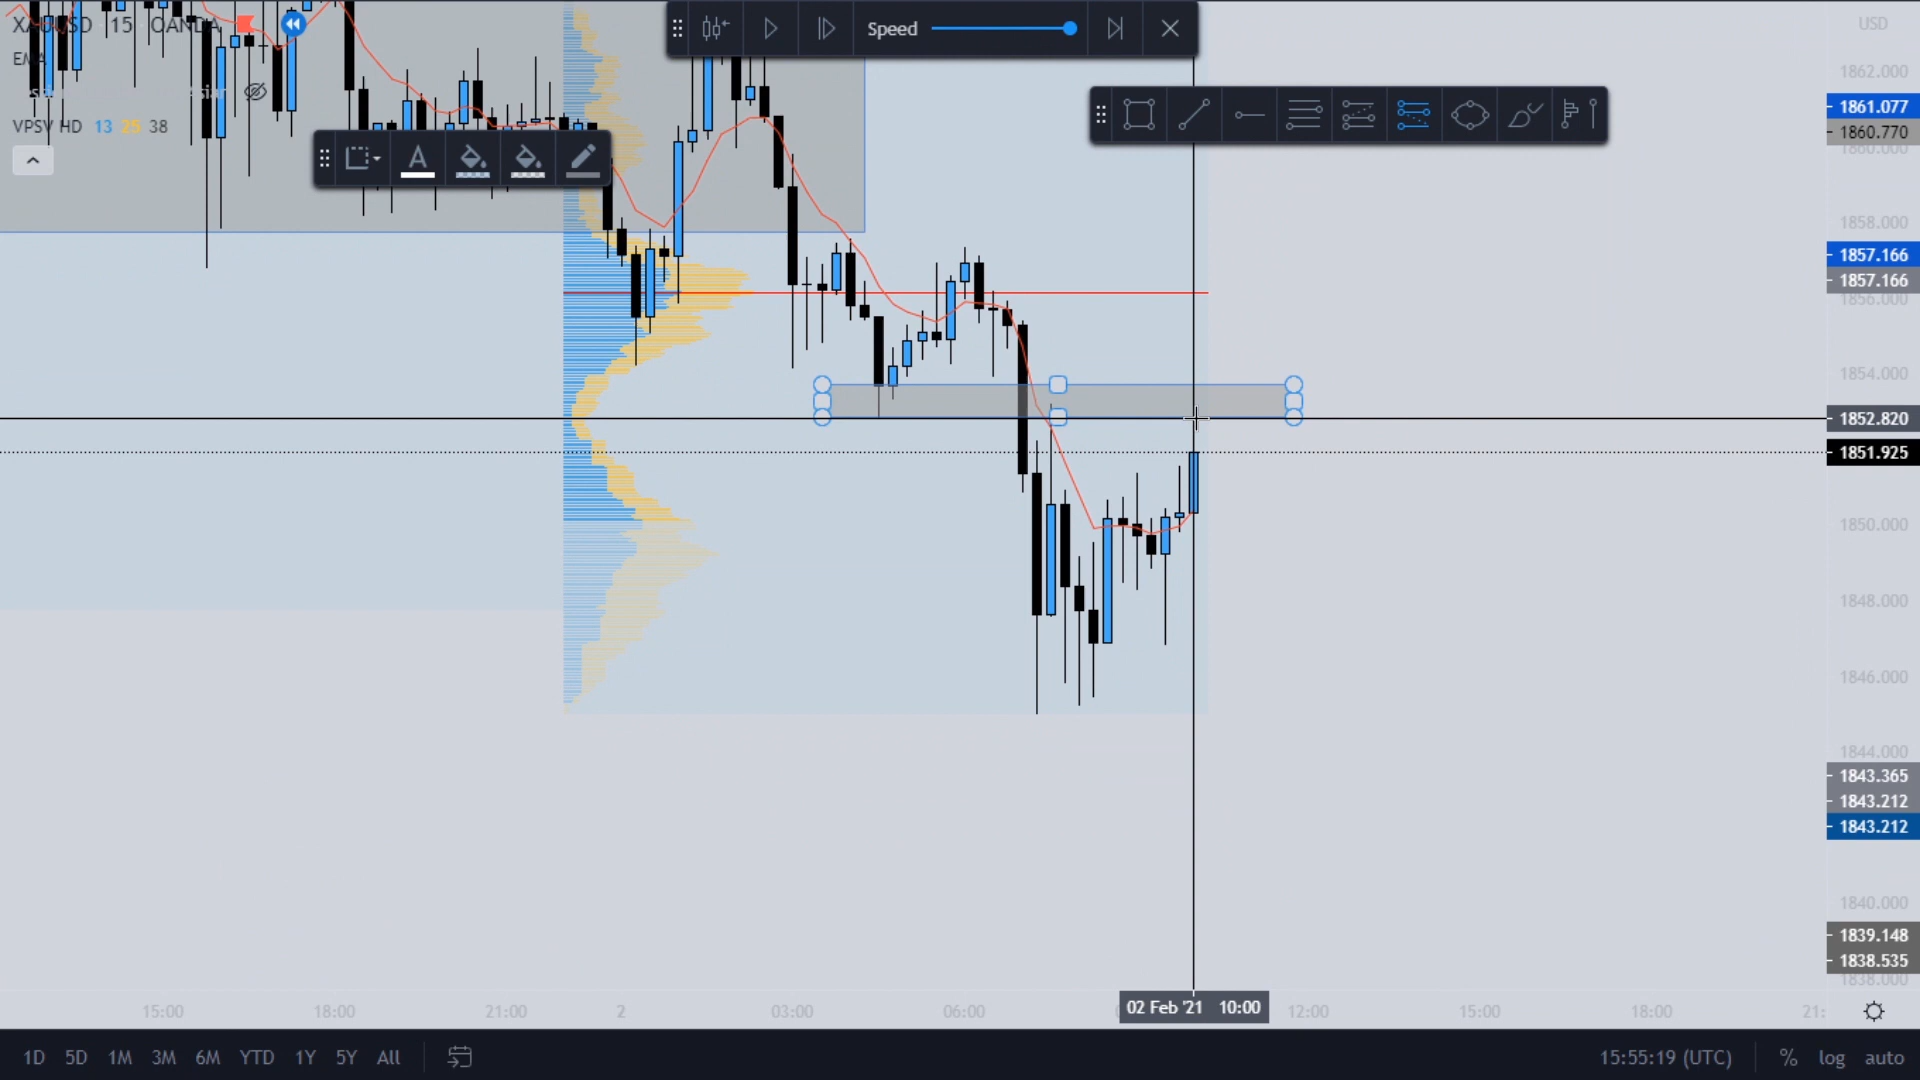 XAUUSD 15 OANDA
EMA
VPSV HD 13 25 38
A
Speed
USD
1862.000
1861.077
1860.770
1860.000
1858.000
1857.166
1857.166
1856.000
1854.000
1852.820
1851.925
1850.000
1848.000
1846.000
1844.000
1843.365
1843.212
1843.212
1840.000
1839.148
1838.535
1838.000
15:00 18:00 21:00 2 03:00 06:00 02 Feb '21 10:00 12:00 15:00 18:00 21:
1D 5D 1M 3M 6M YTD 1Y 5Y All 15:55:19 (UTC) % log auto